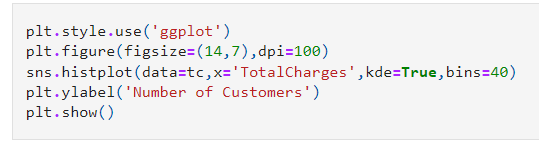 plt.style.use('ggplot')
plt.figure(figsize=(14,7),dpi=100)
sns.histplot(data=tc,x='TotalCharges',kde=True,bins=40)
plt.ylabel('Number of Customers')
plt.show()